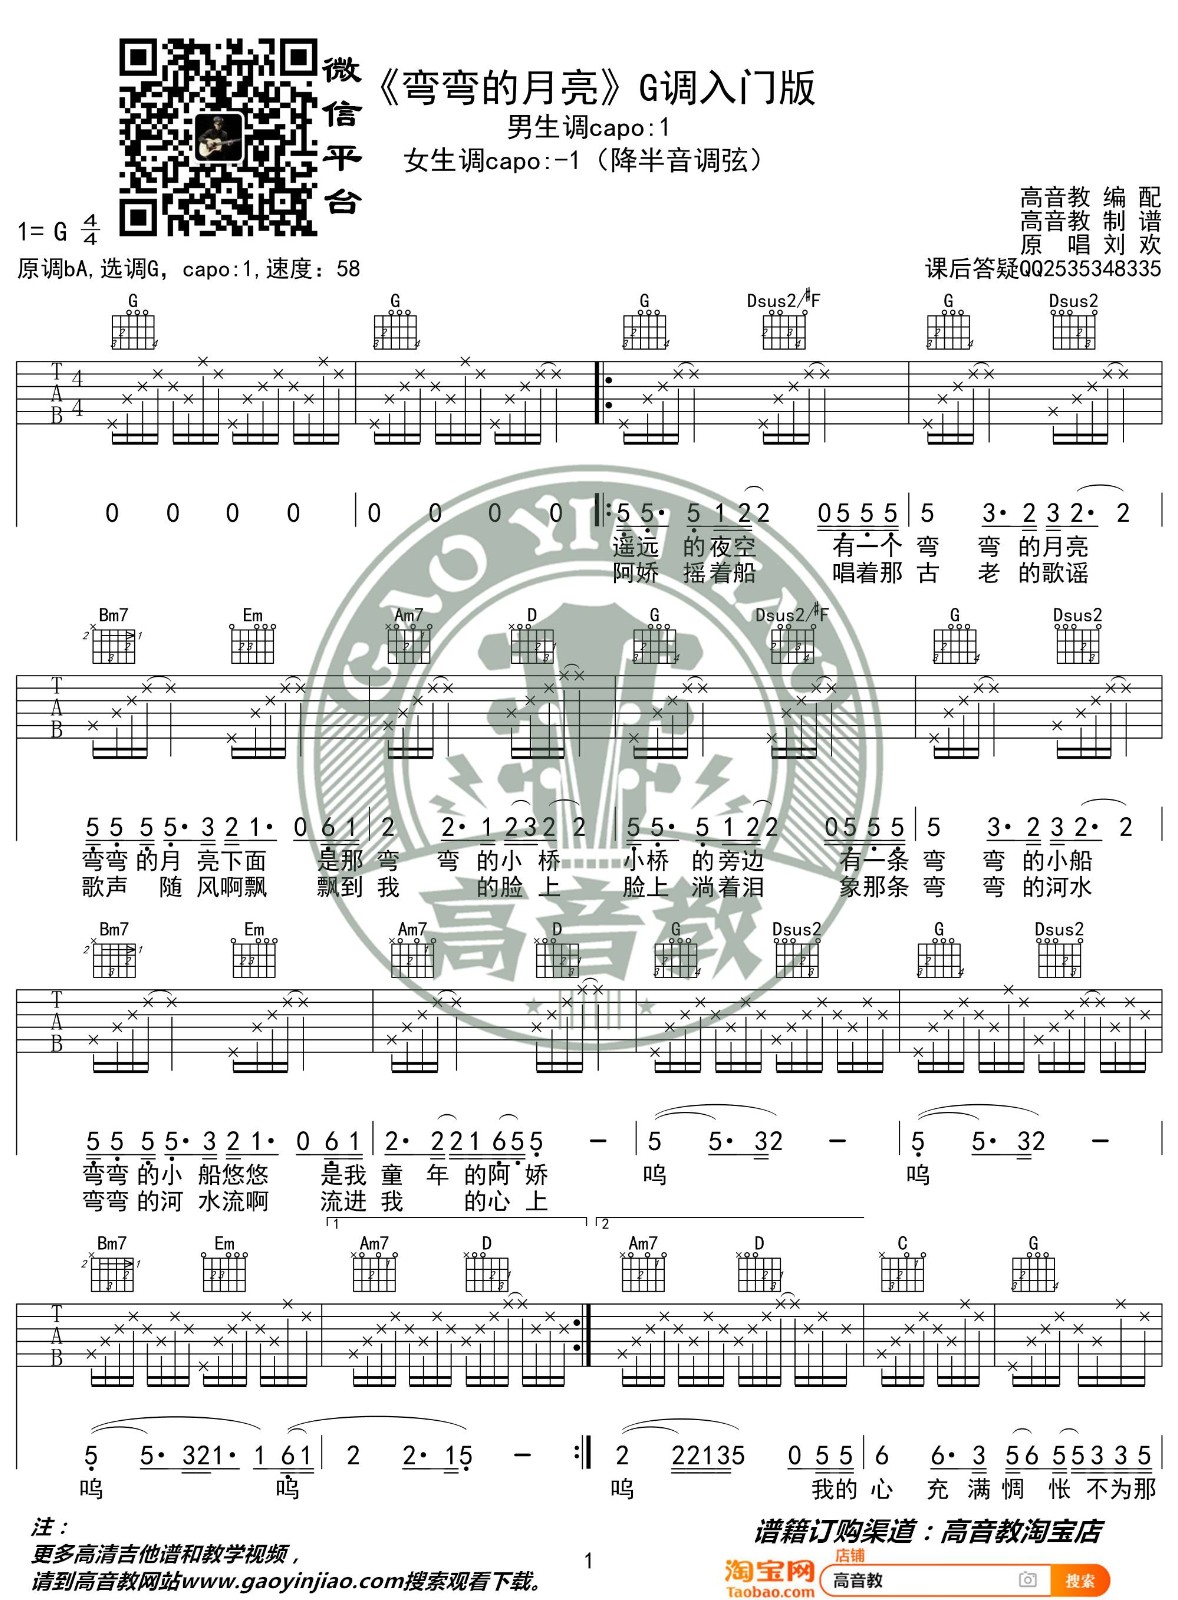 微信平台
《弯弯的月亮》G调入门版
男生调capo:1
女生调capo:-1（降半音调弦）
高音教 编 配
高音教 制 谱
原 唱 刘 欢
课后答疑QQ2535348335
1= G 4/4
原调bA,选调G，capo:1,速度：58
G G G Dsus2/#F G Dsus2
T A B 4 4
0 0 0 0 0 0 0 0 5 5· 5 1 2 2 0 5 5 5 5 3· 2 3 2· 2
遥远 的夜空 有一个 弯 弯 的月亮
阿娇 摇着船 唱着那 古 老 的歌谣
Bm7 Em Am7 D G Dsus2/#F G Dsus2
T A B
5 5 5 5· 3 2 1· 0 6 1 2 2· 1 2 3 2 2 5 5· 5 1 2 2 0 5 5 5 5 3· 2 3 2· 2
弯弯 的月 亮下面 是那 弯 弯 的小 桥 小桥 的旁边 有一条 弯 弯 的小船
歌声 随 风啊飘 飘到 我 的脸 上 脸上 淌着泪 象那条 弯 弯 的河水
Bm7 Em Am7 D G Dsus2 G Dsus2
T A B
5 5 5 5· 3 2 1· 0 6 1 2· 2 2 1 6 5 5 - 5 5· 3 2 - 5 5· 3 2 -
弯弯 的小 船悠悠 是我 童 年 的阿 娇 呜 呜
弯弯 的河 水流啊 流进 我 的心 上
1 2
Bm7 Em Am7 D Am7 D C G
T A B
5 5· 3 2 1· 1 6 1 2 2· 1 5 - 2 2 2 1 3 5 0 5 5 6 6· 3 5 6 5 5 3 3 5
呜 呜 呜 我的 心 充 满 惆 怅 不为那
注：
更多高清吉他谱和教学视频，
请到高音教网站www.gaoyinjiao.com搜索观看下载。
1
谱籍订购渠道：高音教淘宝店
淘宝网
Taobao.com
店铺
高音教
搜索
GAO YIN JIAO
高音教